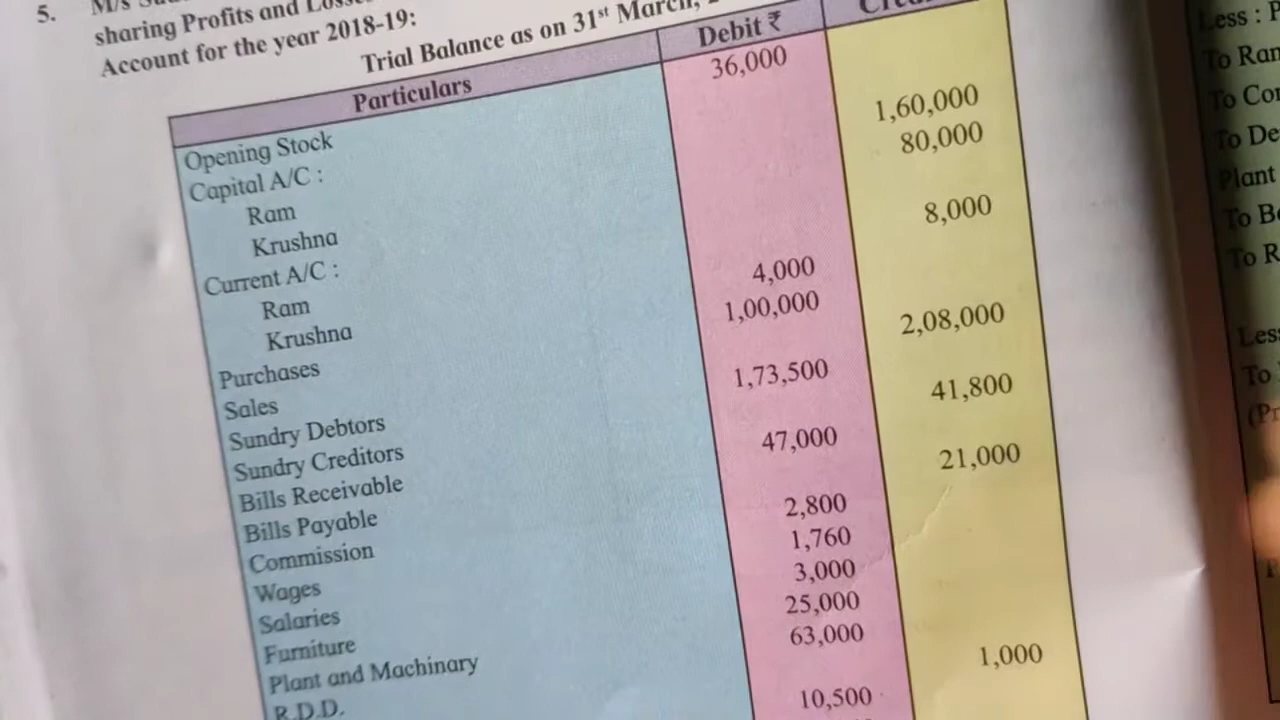 5. M/s
sharing Profits and
Account for the year 2018-19:
Trial Balance as on 31st March,
Particulars Debit ₹
Opening Stock 36,000
Capital A/C :
Ram 1,60,000
Krushna 80,000
Current A/C :
Ram 8,000
Krushna 4,000
Purchases 1,00,000
Sales 2,08,000
Sundry Debtors 1,73,500
Sundry Creditors 41,800
Bills Receivable 47,000
Bills Payable 21,000
Commission 2,800
Wages 1,760
Salaries 3,000
Furniture 25,000
Plant and Machinary 63,000
R.D.D. 1,000
10,500
Less :
To
To
To
Plant
To
To
To